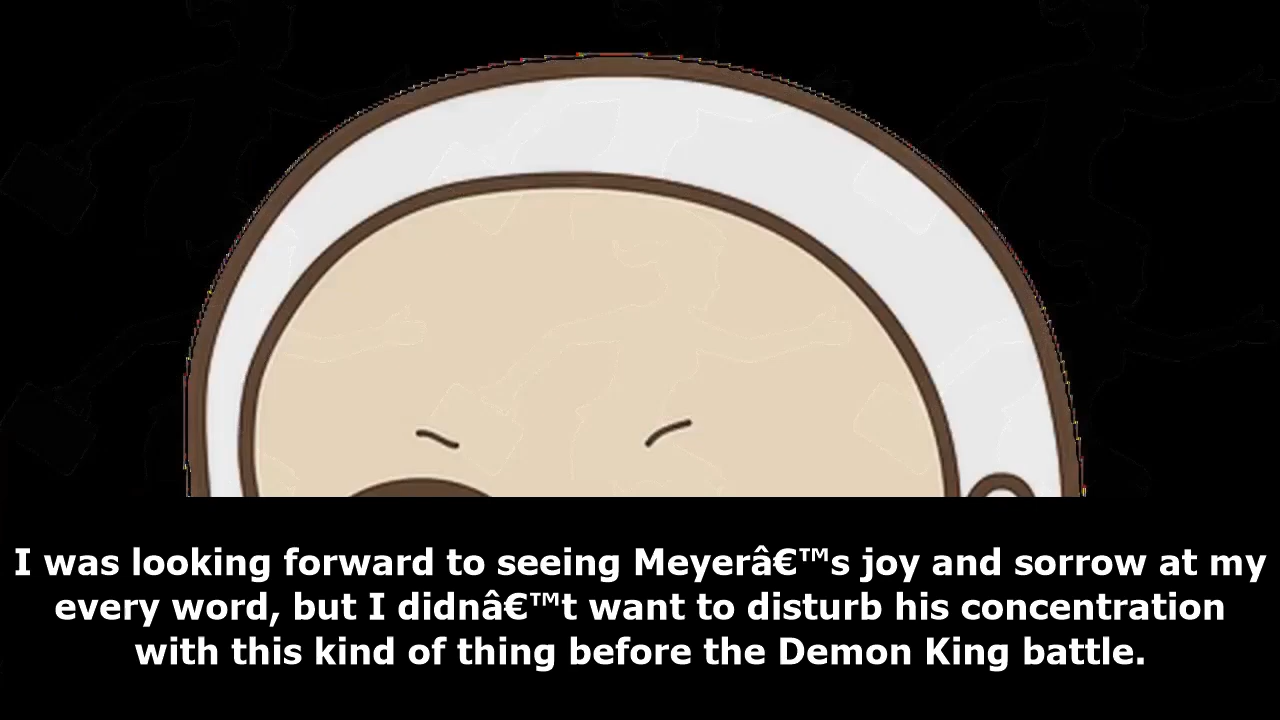 I was looking forward to seeing Meyerâ€™s joy and sorrow at my
every word, but I didnâ€™t want to disturb his concentration
with this kind of thing before the Demon King battle.